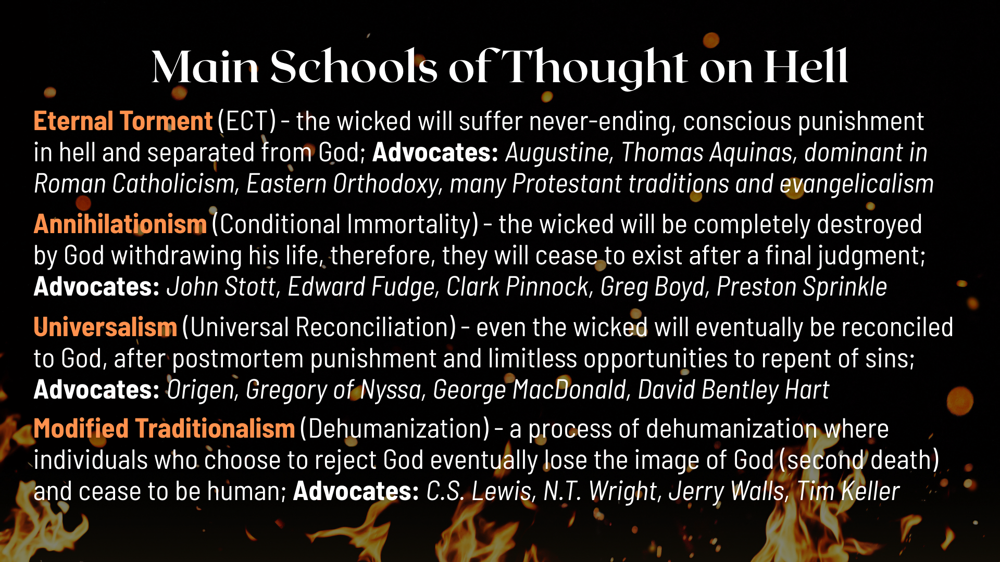 Main Schools of Thought on Hell
Eternal Torment (ECT) - the wicked will suffer never-ending, conscious punishment
in hell and separated from God; Advocates: Augustine, Thomas Aquinas, dominant in
Roman Catholicism, Eastern Orthodoxy, many Protestant traditions and evangelicalism
Annihilationism (Conditional Immortality) - the wicked will be completely destroyed
by God withdrawing his life, therefore, they will cease to exist after a final judgment;
Advocates: John Stott, Edward Fudge, Clark Pinnock, Greg Boyd, Preston Sprinkle
Universalism (Universal Reconciliation) - even the wicked will eventually be reconciled
to God, after postmortem punishment and limitless opportunities to repent of sins;
Advocates: Origen, Gregory of Nyssa, George MacDonald, David Bentley Hart
Modified Traditionalism (Dehumanization) - a process of dehumanization where
individuals who choose to reject God eventually lose the image of God (second death)
and cease to be human; Advocates: C.S. Lewis, N.T. Wright, Jerry Walls, Tim Keller